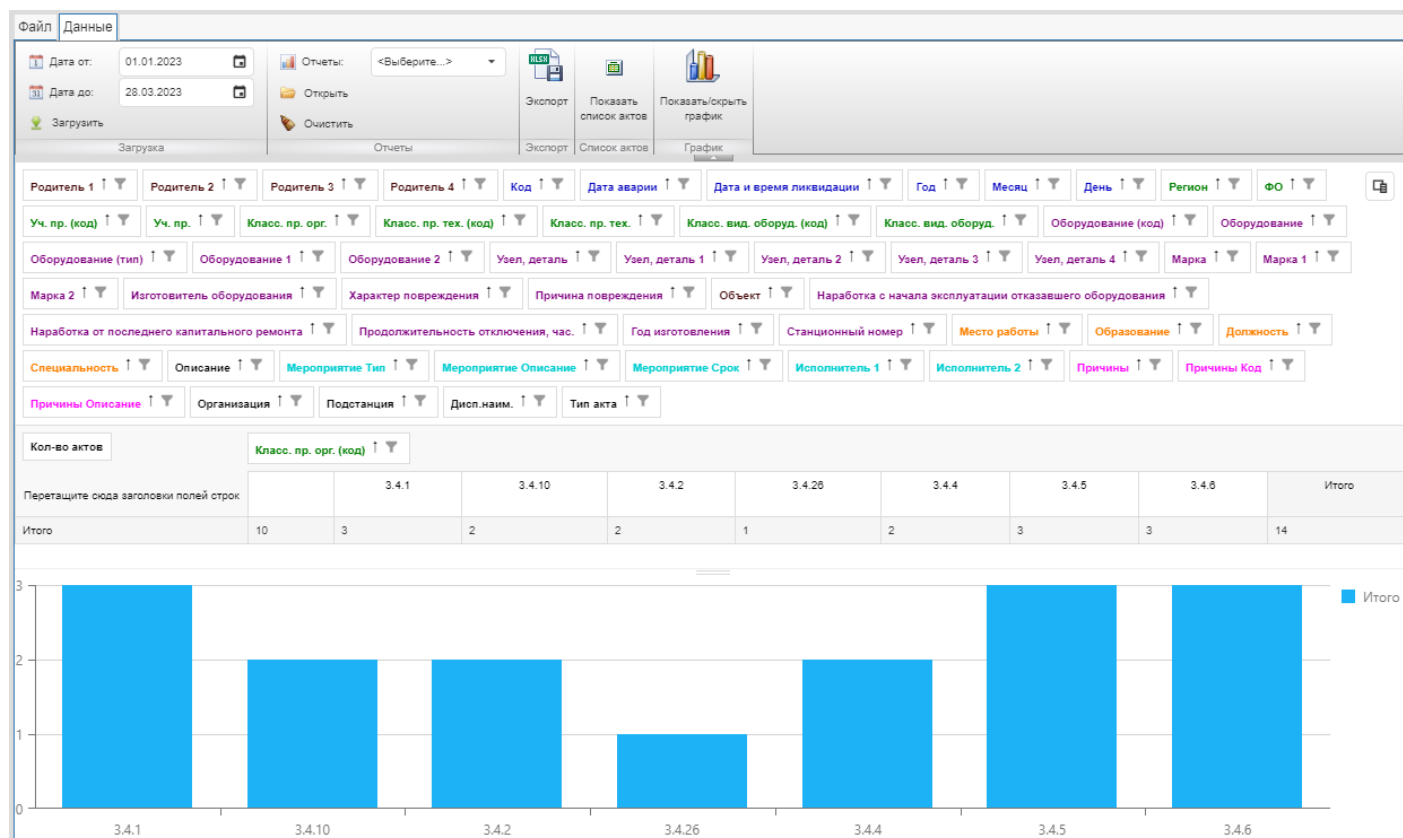 Файл Данные
Дата от: 01.01.2023 Отчеты: <Выберите...> XLSX
Дата до: 28.03.2023 Открыть Экспорт Показать список актов Показать/скрыть график
Загрузить Очистить
Загрузка Отчеты Экспорт Список актов График
Родитель 1 Родитель 2 Родитель 3 Родитель 4 Код Дата аварии Дата и время ликвидации Год Месяц День Регион ФО
Уч. пр. (код) Уч. пр. Класс. пр. орг. Класс. пр. тех. (код) Класс. пр. тех. Класс. вид. оборуд. (код) Класс. вид. оборуд. Оборудование (код) Оборудование
Оборудование (тип) Оборудование 1 Оборудование 2 Узел, деталь Узел, деталь 1 Узел, деталь 2 Узел, деталь 3 Узел, деталь 4 Марка Марка 1
Марка 2 Изготовитель оборудования Характер повреждения Причина повреждения Объект Наработка с начала эксплуатации отказавшего оборудования
Наработка от последнего капитального ремонта Продолжительность отключения, час. Год изготовления Станционный номер Место работы Образование Должность
Специальность Описание Мероприятие Тип Мероприятие Описание Мероприятие Срок Исполнитель 1 Исполнитель 2 Причины Причины Код
Причины Описание Организация Подстанция Дисп.наим. Тип акта
Кол-во актов Класс. пр. орг. (код)
Перетащите сюда заголовки полей строк 3.4.1 3.4.10 3.4.2 3.4.26 3.4.4 3.4.5 3.4.6 Итого
Итого 10 3 2 2 1 2 3 3 14
3
Итого
2
1
0
3.4.1 3.4.10 3.4.2 3.4.26 3.4.4 3.4.5 3.4.6